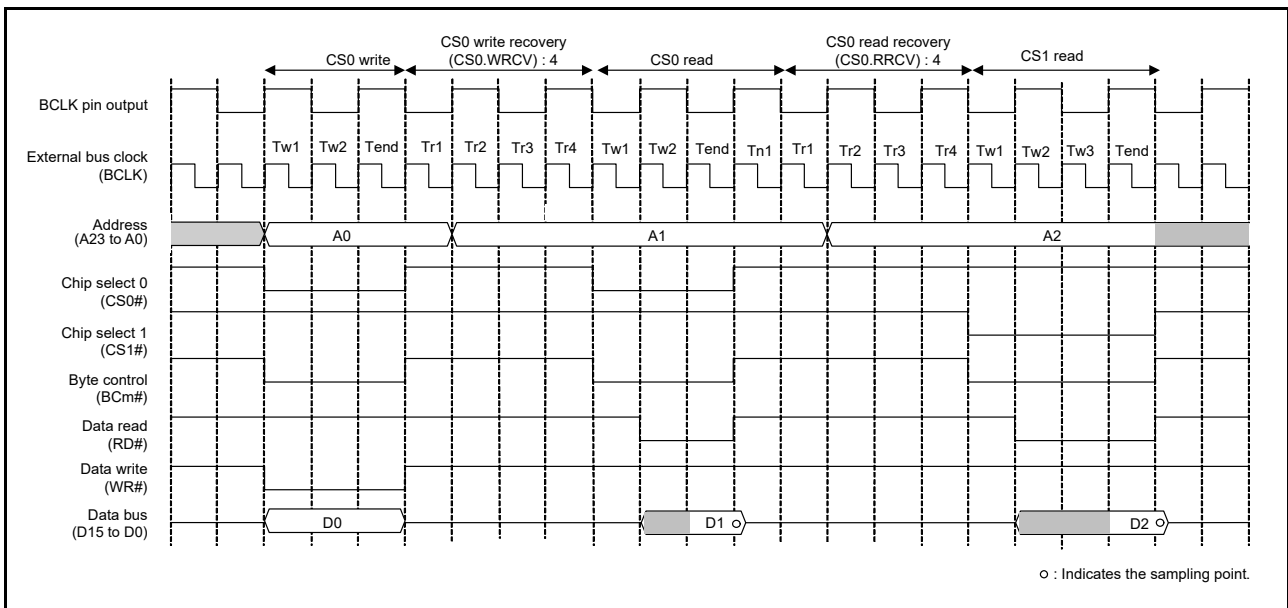 CS0 write
CS0 write recovery
(CS0.WRCV) : 4
CS0 read
CS0 read recovery
(CS0.RRCV) : 4
CS1 read
BCLK pin output
External bus clock
(BCLK)
Tw1 Tw2 Tend Tr1 Tr2 Tr3 Tr4 Tw1 Tw2 Tend Tn1 Tr1 Tr2 Tr3 Tr4 Tw1 Tw2 Tw3 Tend
Address
(A23 to A0)
A0 A1 A2
Chip select 0
(CS0#)
Chip select 1
(CS1#)
Byte control
(BCm#)
Data read
(RD#)
Data write
(WR#)
Data bus
(D15 to D0)
D0 D1 D2
: Indicates the sampling point.